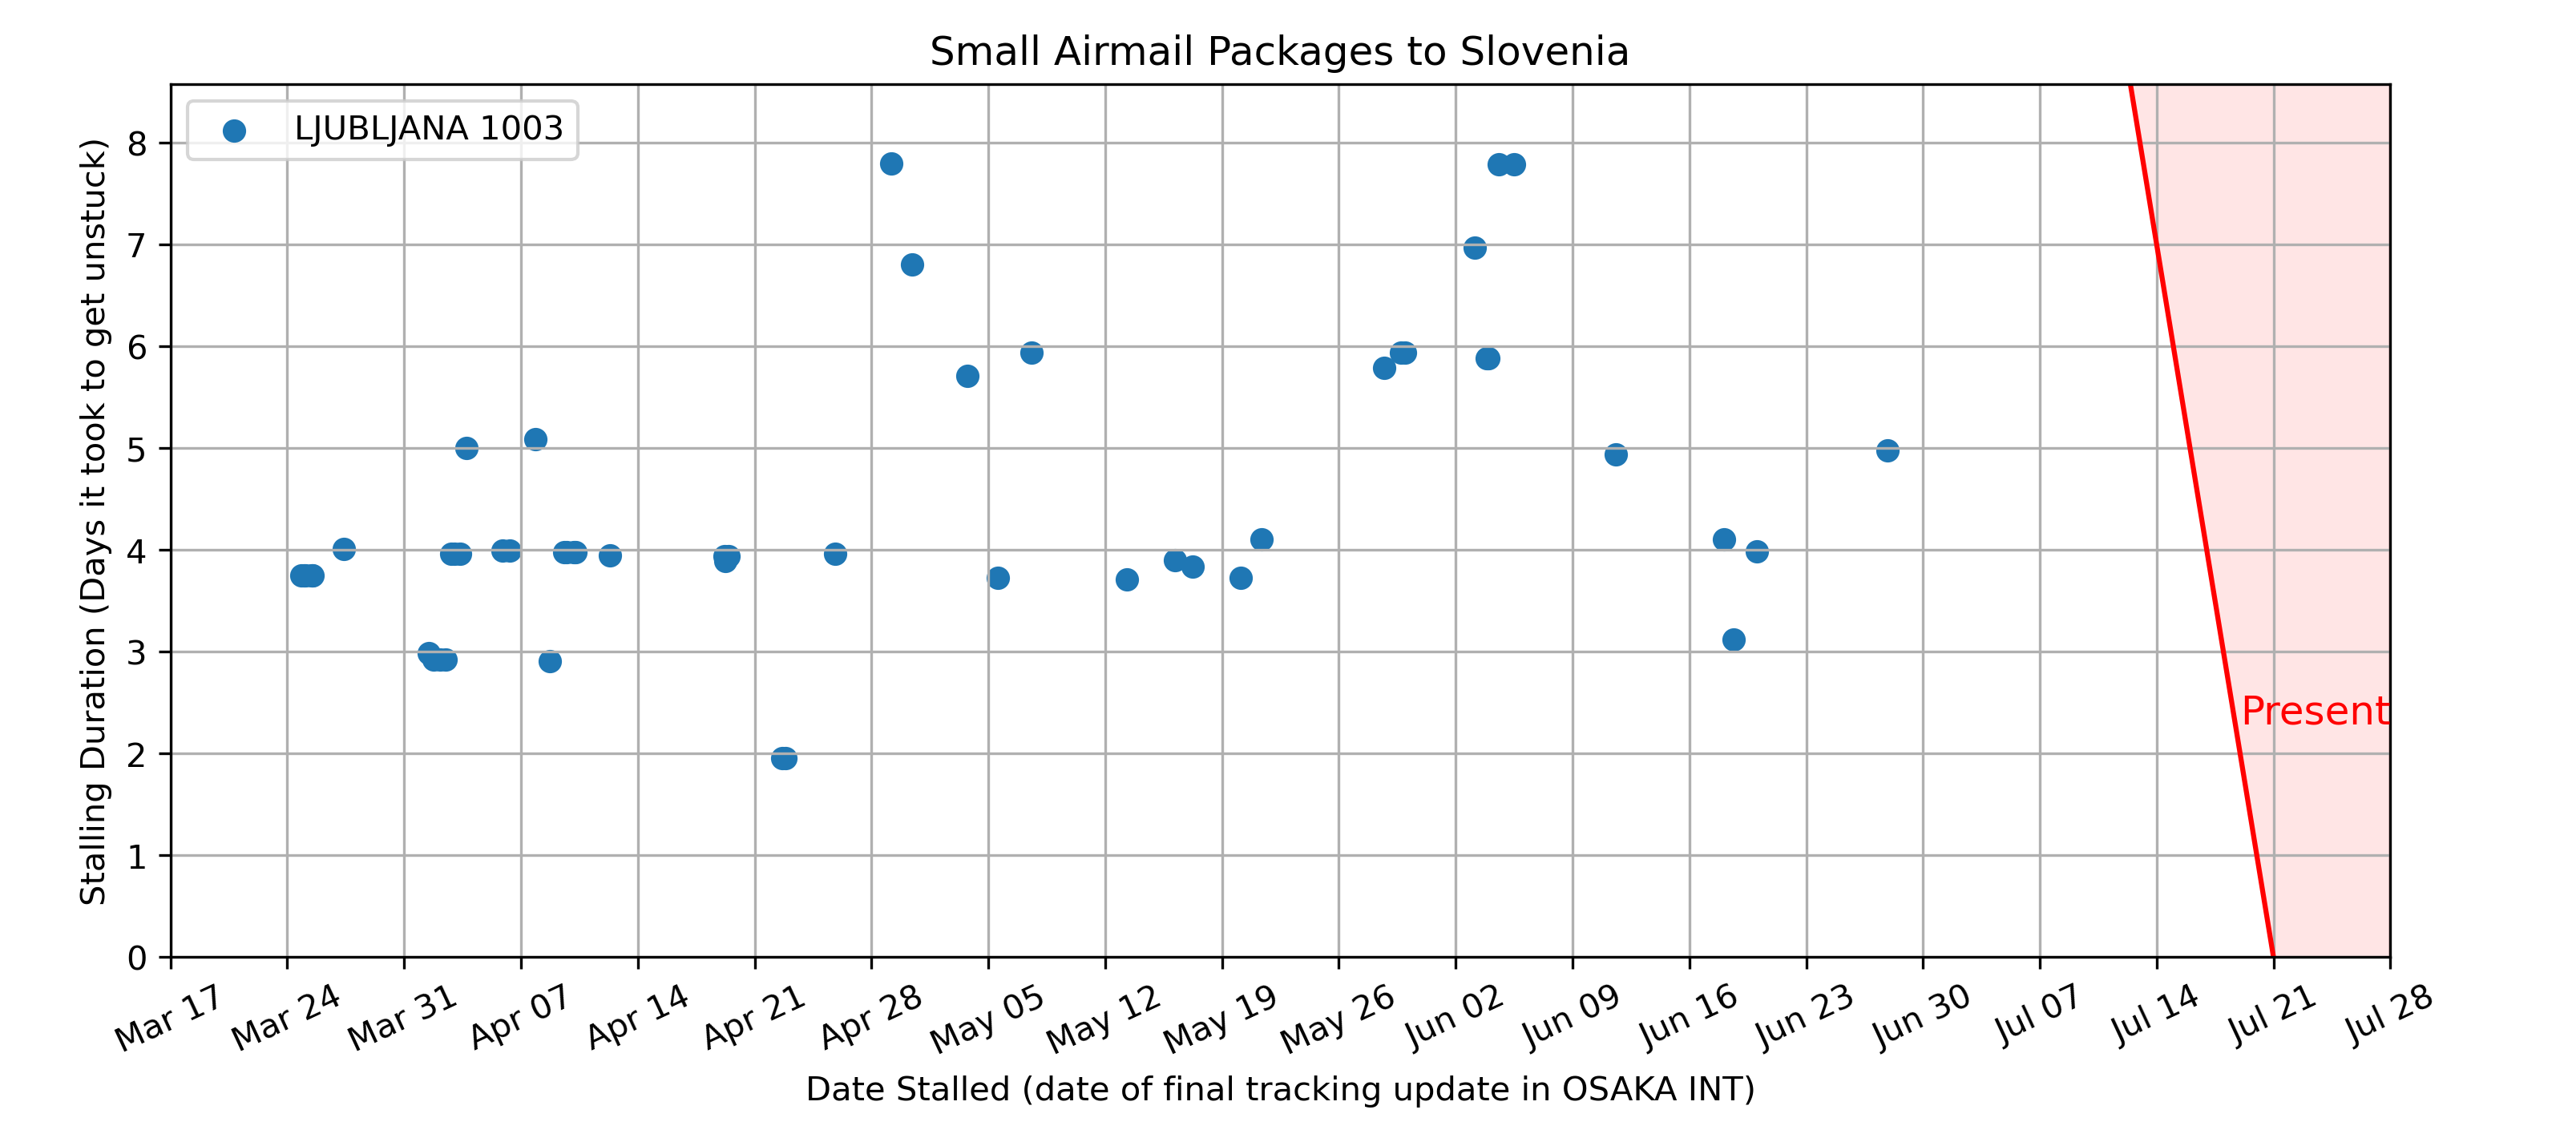 Small Airmail Packages to Slovenia
LJUBLJANA 1003
Stalling Duration (Days it took to get unstuck)
8
7
6
5
4
3
2
1
0
Present
Mar 17 Mar 24 Mar 31 Apr 07 Apr 14 Apr 21 Apr 28 May 05 May 12 May 19 May 26 Jun 02 Jun 09 Jun 16 Jun 23 Jun 30 Jul 07 Jul 14 Jul 21 Jul 28
Date Stalled (date of final tracking update in OSAKA INT)